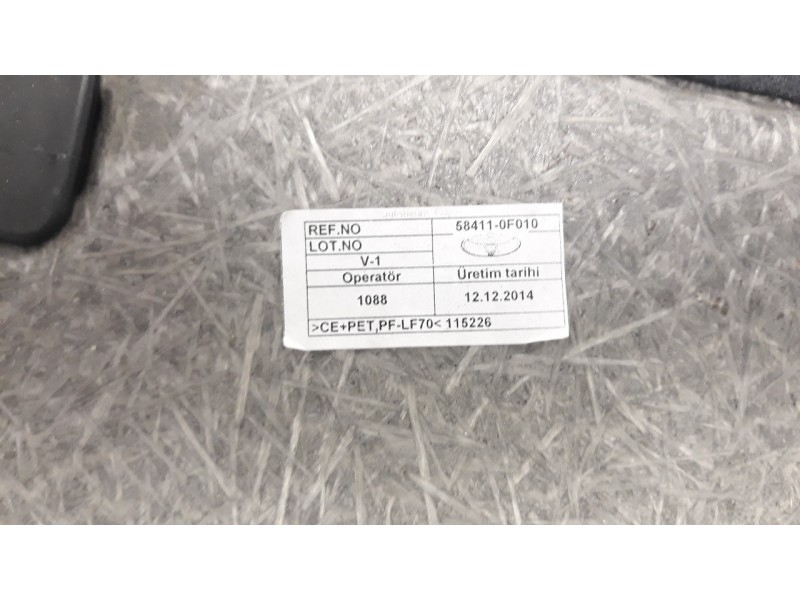 REF.NO 58411-0F010
LOT.NO
V-1
Operatör Üretim tarihi
1088 12.12.2014
>CE+PET,PF-LF70< 115226